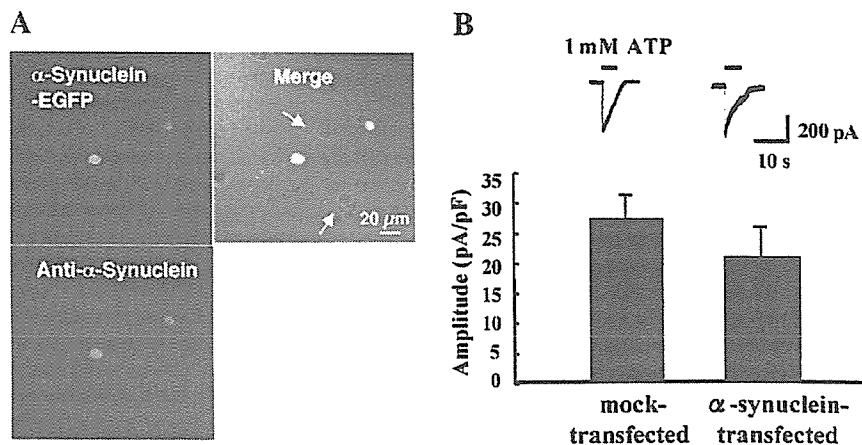 A
α-Synuclein
-EGFP
Merge
20 µm
Anti-α-Synuclein
B
1 mM ATP
200 pA
10 s
Amplitude (pA/pF)
35
30
25
20
15
10
5
0
mock-
transfected
α-synuclein-
transfected